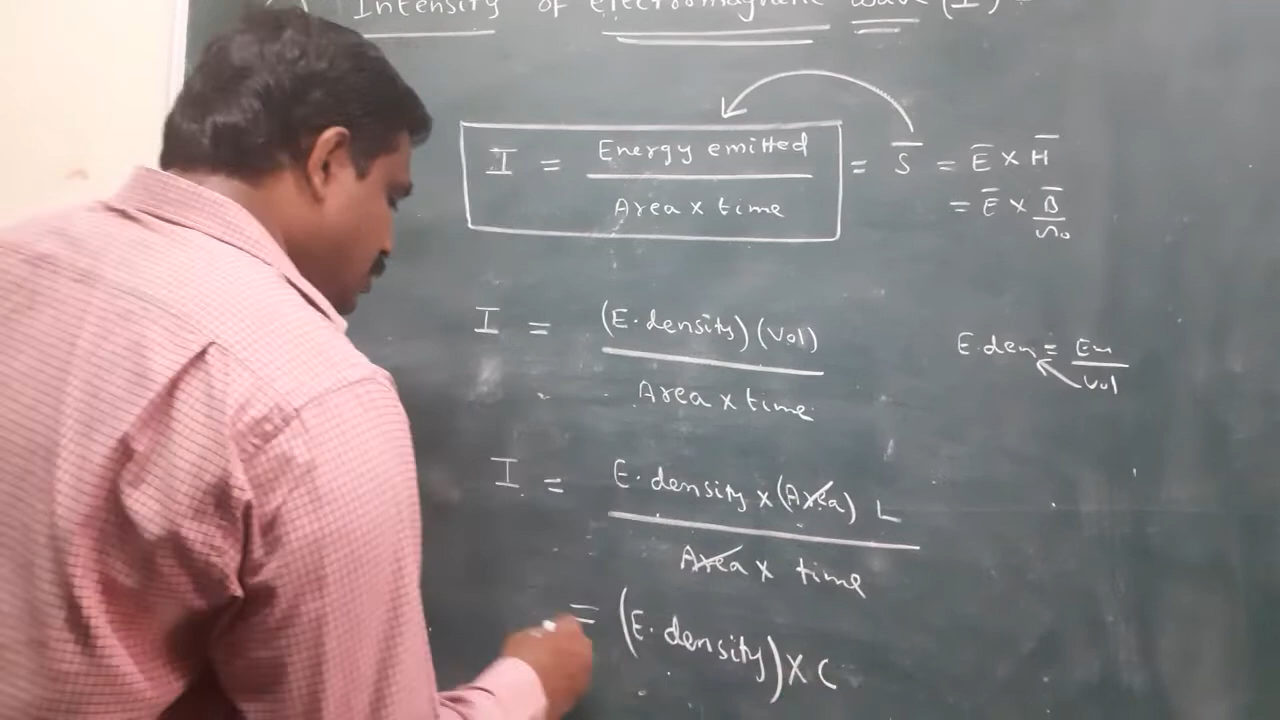 Intensity of electromagnetic wave (I)
I = Energy emitted / Area x time = S̅ = E̅ x H̅
= E̅ x B̅ / μ₀
I = (E. density) (vol) / Area x time
E. den = En / vol
I = E. density x (Area) L / Area x time
= (E. density) x C